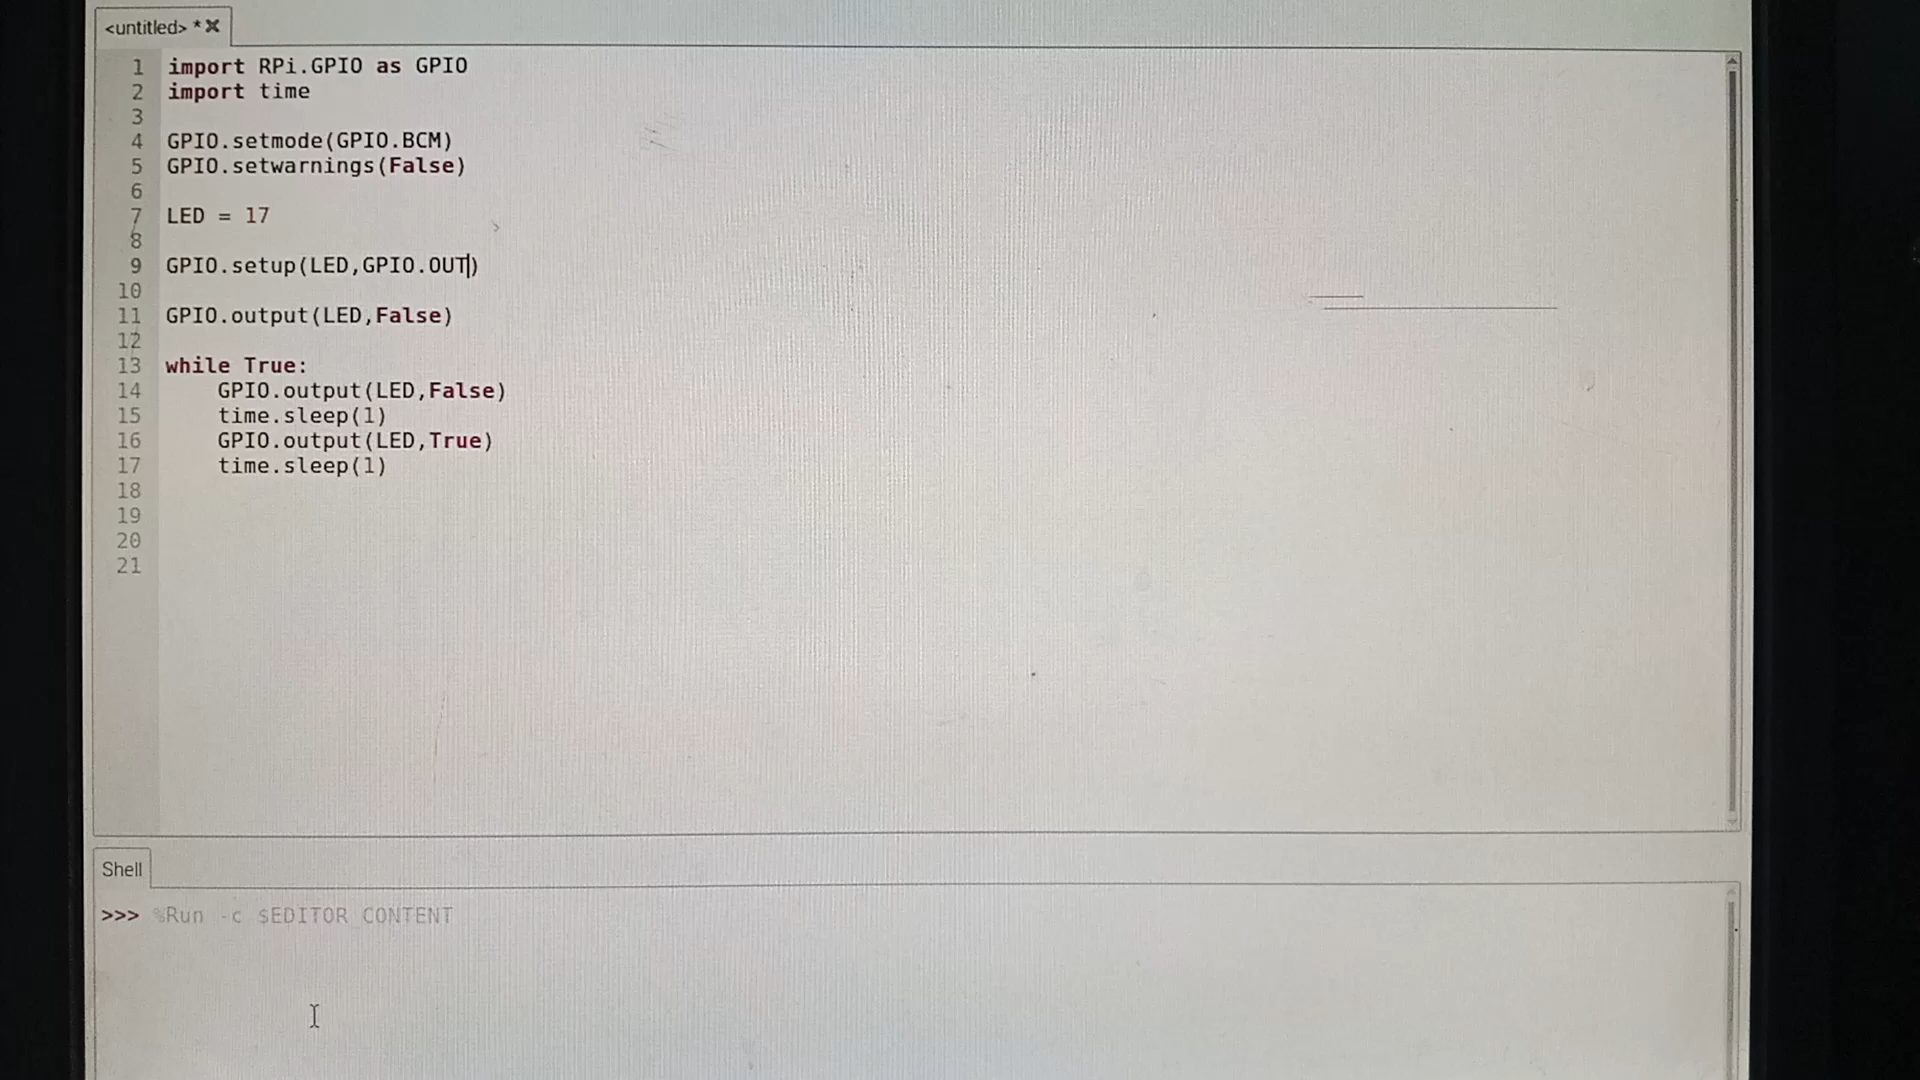 <untitled> * ✕
1 import RPi.GPIO as GPIO
2 import time
3
4 GPIO.setmode(GPIO.BCM)
5 GPIO.setwarnings(False)
6
7 LED = 17
8
9 GPIO.setup(LED,GPIO.OUT)
10
11 GPIO.output(LED,False)
12
13 while True:
14     GPIO.output(LED,False)
15     time.sleep(1)
16     GPIO.output(LED,True)
17     time.sleep(1)
18
19
20
21
Shell
>>> %Run -c $EDITOR_CONTENT